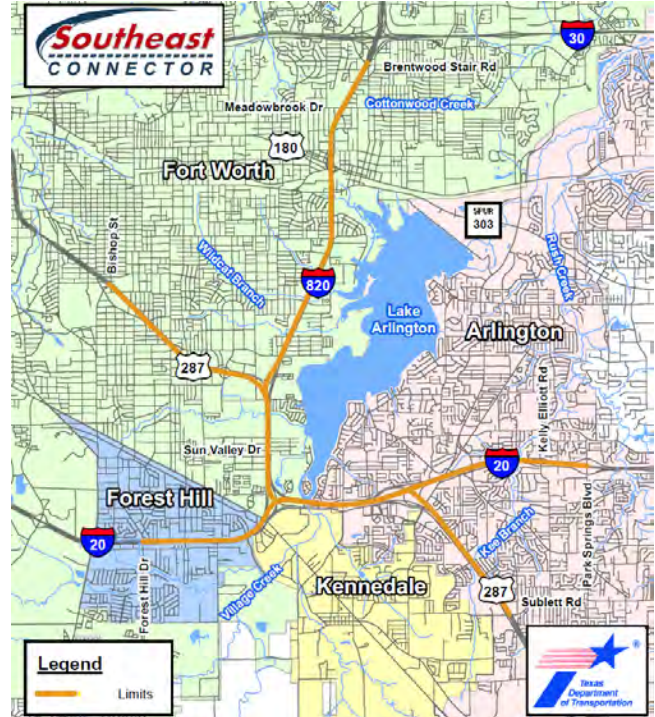 Southeast
CONNECTOR
30
Brentwood Stair Rd
Meadowbrook Dr
Cottonwood Creek
180
Fort Worth
SPUR
303
Bishop St
Rush Creek
Wildcat Branch
820
Lake
Arlington
Arlington
287
Kelly Elliott Rd
Sun Valley Dr
20
Forest Hill
Park Springs Blvd
20
Kee Branch
Forest Hill Dr
Village Creek
Kennedale
287
Sublett Rd
Legend
Limits
®
Texas
Department
of Transportation